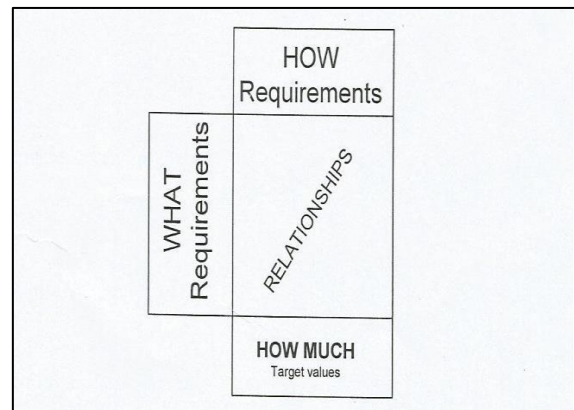 HOW
Requirements
WHAT
Requirements
RELATIONSHIPS
HOW MUCH
Target values